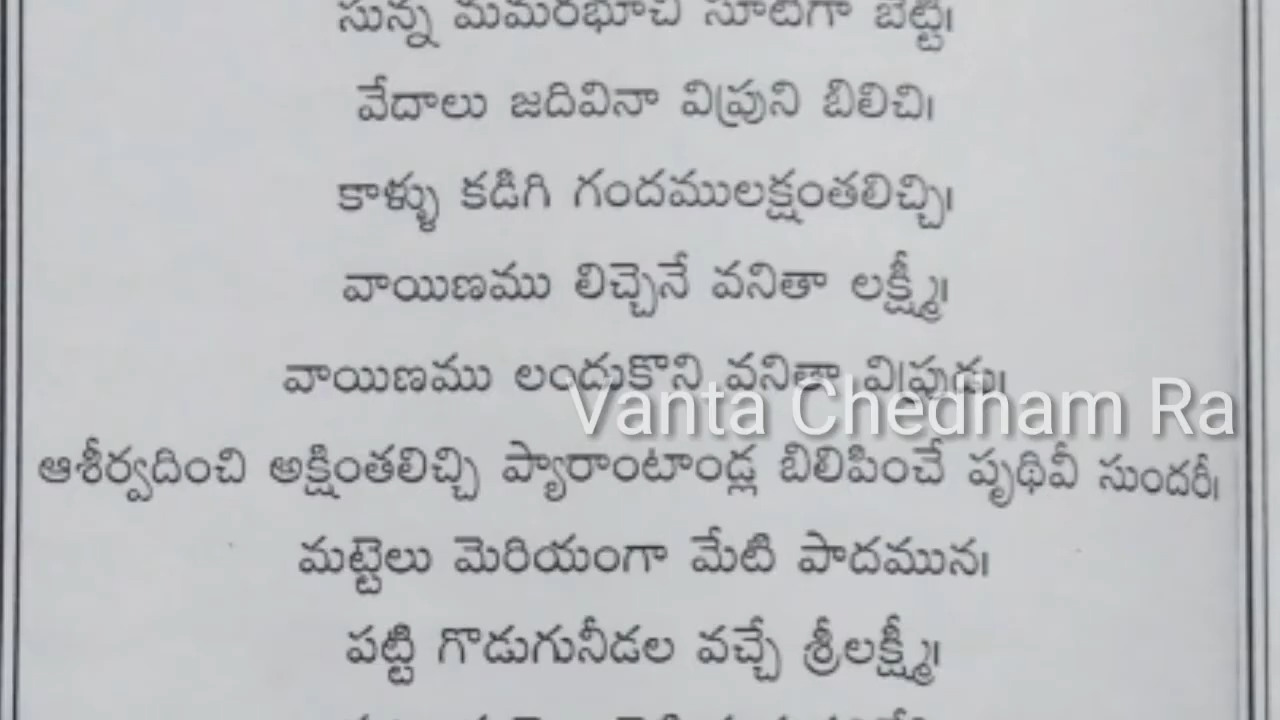 సున్న
వేదాలు జదివినా విప్రుని బిలిచి।
కాళ్ళు కడిగి గందములక్షంతలిచ్చి।
వాయిణము లిచ్చెనే వనితా లక్ష్మీ।
వాయిణము లందుకొని వనితా విప్రుడు।
Vanta Chedham Ra
ఆశీర్వదించి అక్షింతలిచ్చి ప్యారాంటాండ్ల బిలిపించే పృథివీ సుందరీ।
మట్టెలు మెరియంగా మేటి పాదమున।
పట్టి గొడుగునీడల వచ్చే శ్రీలక్ష్మీ।